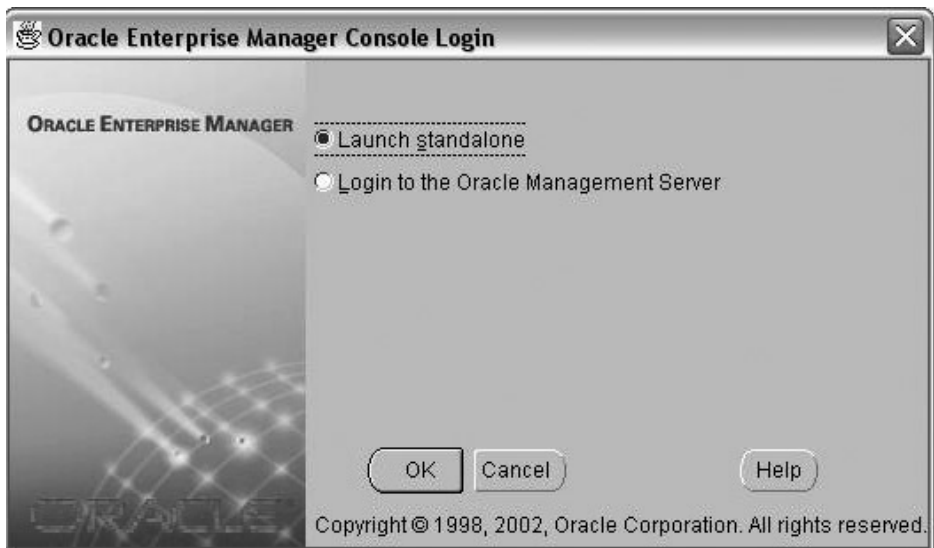 Oracle Enterprise Manager Console Login
ORACLE ENTERPRISE MANAGER
Launch standalone
Login to the Oracle Management Server
OK Cancel Help
ORACLE
Copyright © 1998, 2002, Oracle Corporation. All rights reserved.